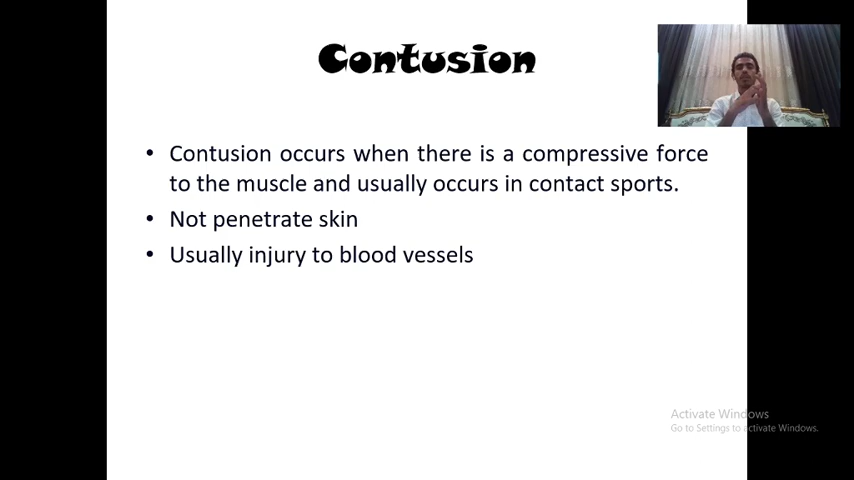 Contusion
• Contusion occurs when there is a compressive force
to the muscle and usually occurs in contact sports.
• Not penetrate skin
• Usually injury to blood vessels
Activate Windows
Go to Settings to activate Windows.